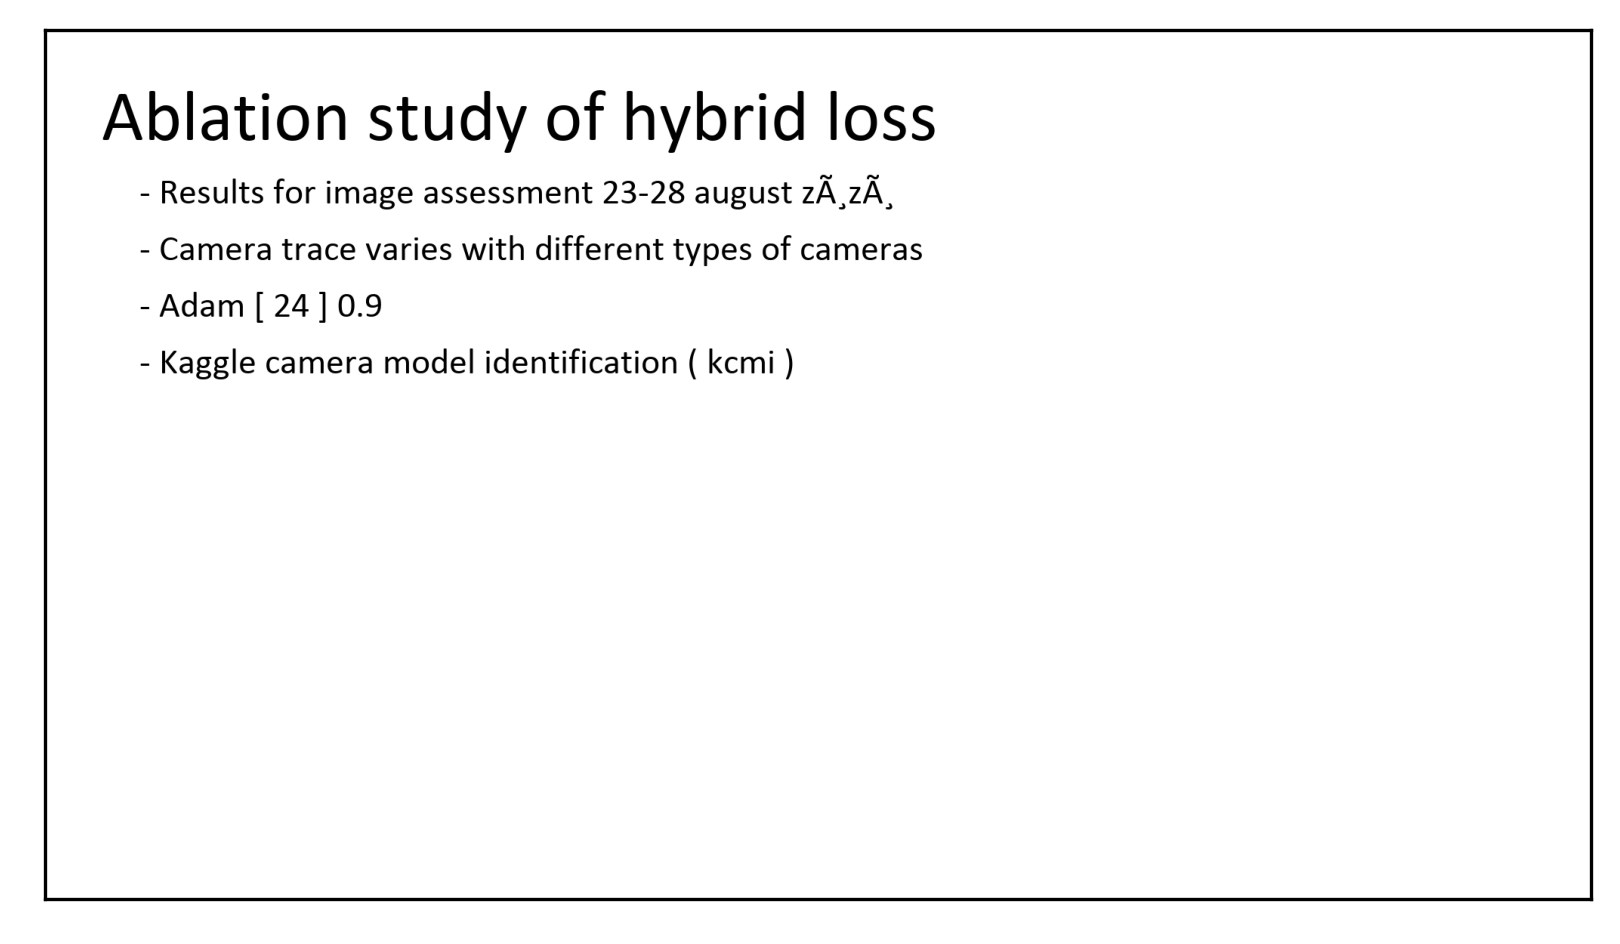 Ablation study of hybrid loss
- Results for image assessment 23-28 august zÃ¸zÃ¸
- Camera trace varies with different types of cameras
- Adam [ 24 ] 0.9
- Kaggle camera model identification ( kcmi )